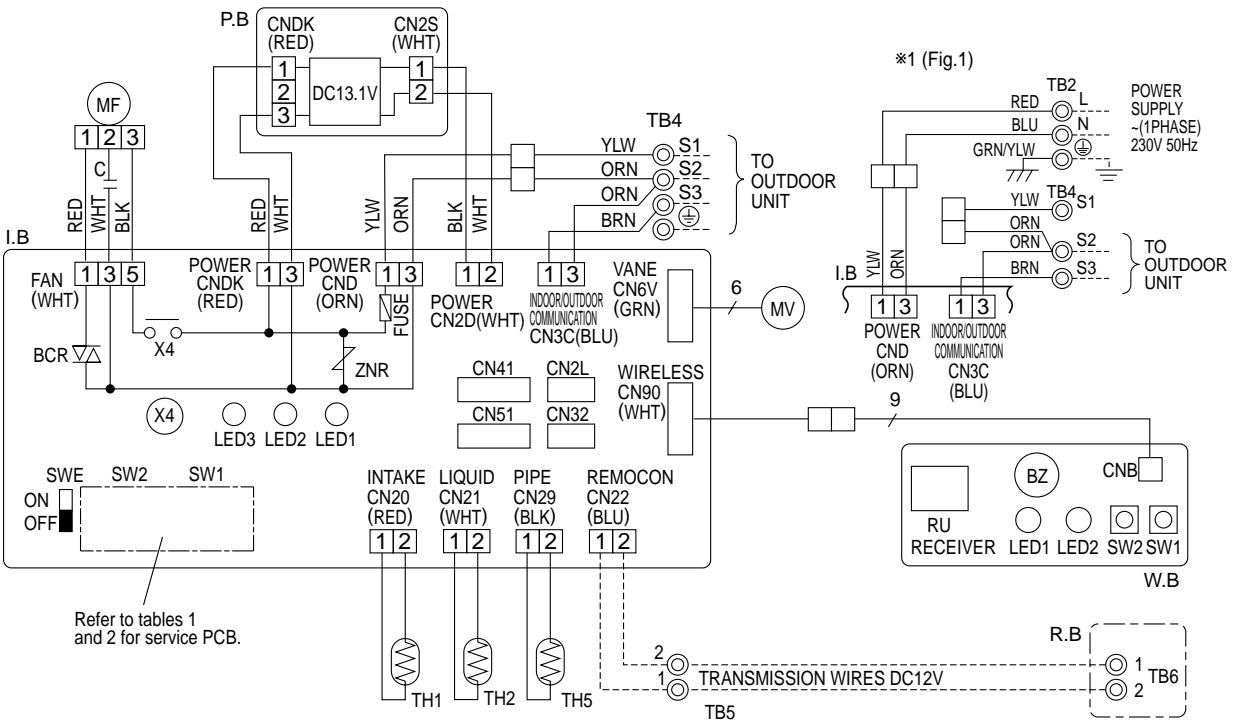 P.B
CNDK
(RED)
CN2S
(WHT)
1
2
3
DC13.1V
1
2
MF
1 2 3
C
RED
WHT
BLK
RED
WHT
YLW
ORN
BLK
WHT
TB4
YLW
S1
ORN
S2
ORN
S3
BRN
TO
OUTDOOR
UNIT
※1 (Fig.1)
TB2
RED
L
BLU
N
GRN/YLW
POWER
SUPPLY
~(1PHASE)
230V 50Hz
TB4
YLW
S1
ORN
ORN
S2
BRN
S3
TO
OUTDOOR
UNIT
I.B
YLW
ORN
1 3
POWER
CND
(ORN)
1 3
INDOOR/OUTDOOR
COMMUNICATION
CN3C
(BLU)
I.B
FAN
(WHT)
1 3 5
POWER
CNDK
(RED)
1 3
POWER
CND
(ORN)
1 3
FUSE
1 2
POWER
CN2D(WHT)
1 3
INDOOR/OUTDOOR
COMMUNICATION
CN3C(BLU)
VANE
CN6V
(GRN)
6
MV
BCR
X4
ZNR
X4
LED3 LED2 LED1
CN41
CN2L
CN51
CN32
WIRELESS
CN90
(WHT)
9
SWE
ON
OFF
SW2
SW1
Refer to tables 1
and 2 for service PCB.
INTAKE
CN20
(RED)
1 2
LIQUID
CN21
(WHT)
1 2
PIPE
CN29
(BLK)
1 2
REMOCON
CN22
(BLU)
1 2
TH1
TH2
TH5
RU
RECEIVER
BZ
CNB
LED1 LED2 SW2 SW1
W.B
2
1
TRANSMISSION WIRES DC12V
TB5
R.B
1
2
TB6